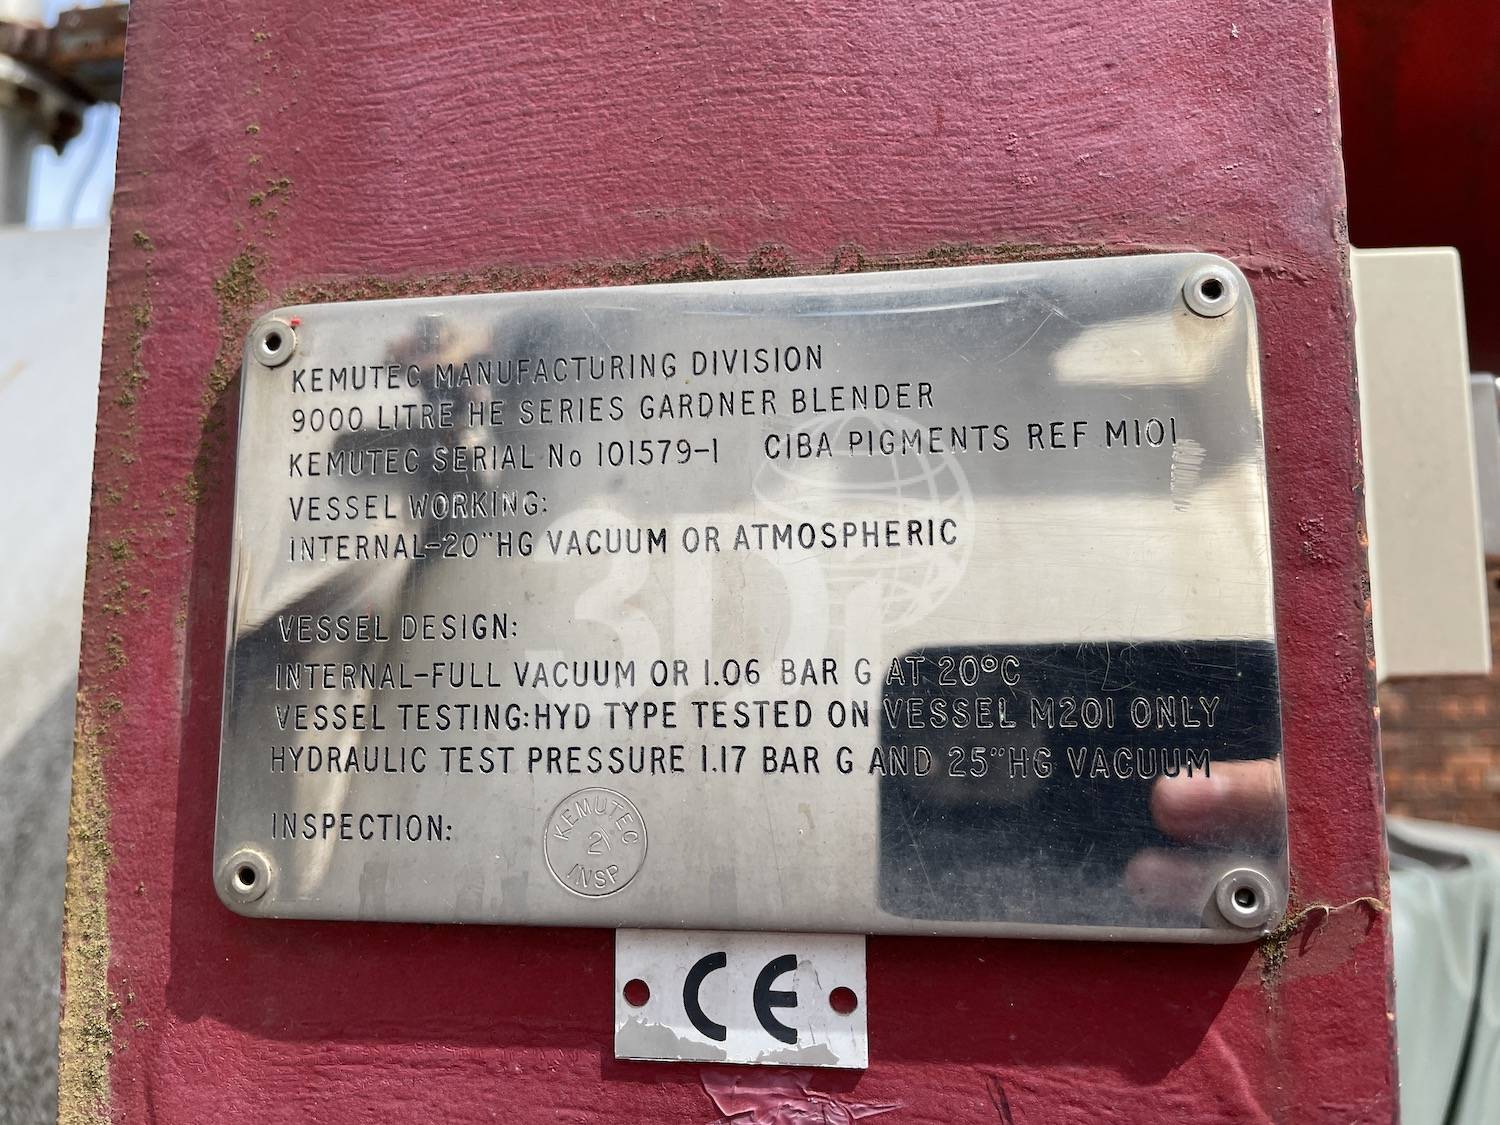 KEMUTEC MANUFACTURING DIVISION
9000 LITRE HE SERIES GARDNER BLENDER
KEMUTEC SERIAL No 101579-1 CIBA PIGMENTS REF M101
VESSEL WORKING:
INTERNAL-20"HG VACUUM OR ATMOSPHERIC
VESSEL DESIGN:
INTERNAL-FULL VACUUM OR 1.06 BAR G AT 20°C
VESSEL TESTING:HYD TYPE TESTED ON VESSEL M201 ONLY
HYDRAULIC TEST PRESSURE 1.17 BAR G AND 25"HG VACUUM
INSPECTION:
KEMUTEC
21
INSP
CE
3Di